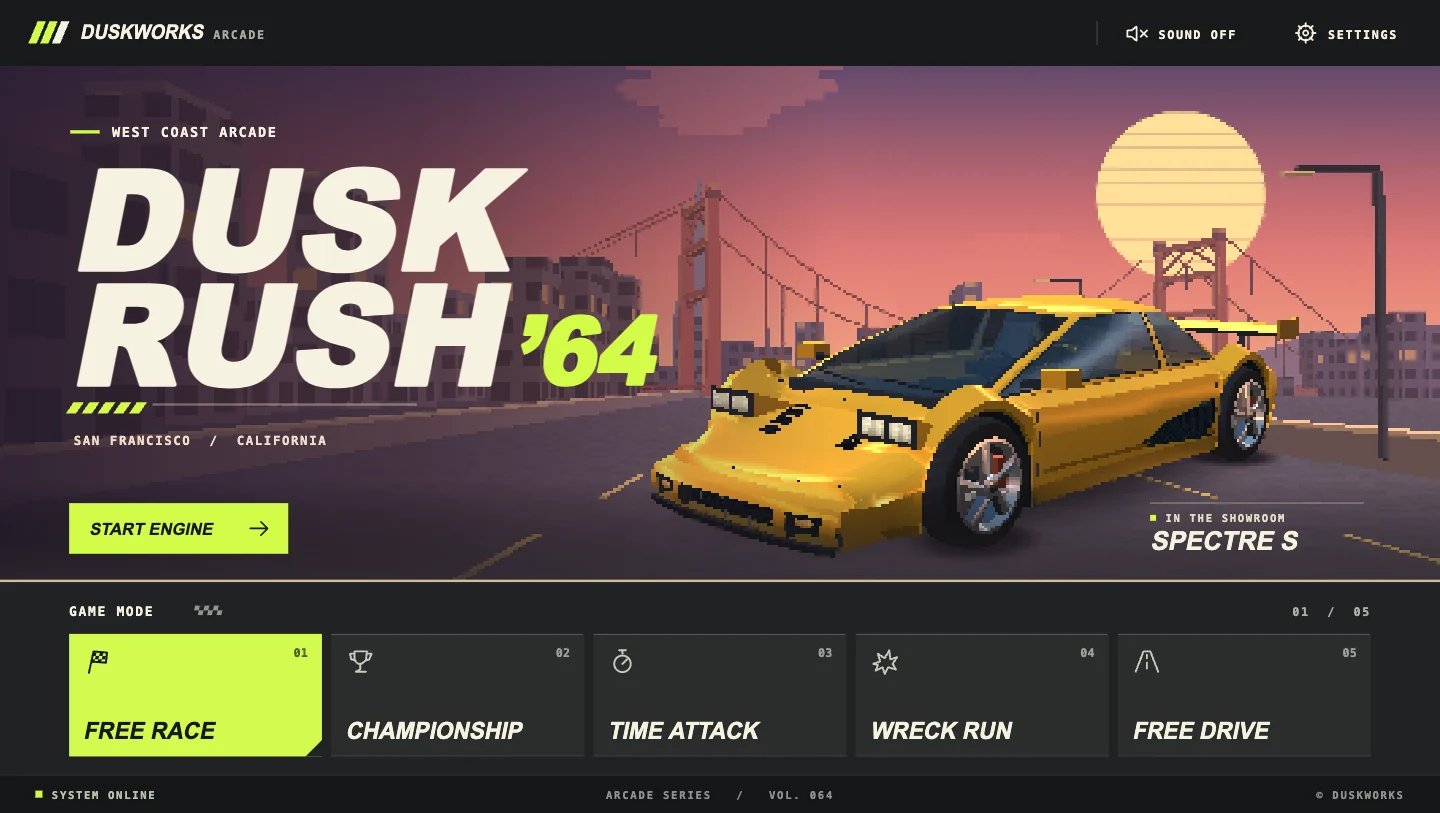 DUSKWORKS ARCADE
SOUND OFF
SETTINGS
WEST COAST ARCADE
DUSK
RUSH ’64
SAN FRANCISCO / CALIFORNIA
START ENGINE
IN THE SHOWROOM
SPECTRE S
GAME MODE
01 / 05
01
FREE RACE
02
CHAMPIONSHIP
03
TIME ATTACK
04
WRECK RUN
05
FREE DRIVE
SYSTEM ONLINE
ARCADE SERIES / VOL. 064
© DUSKWORKS